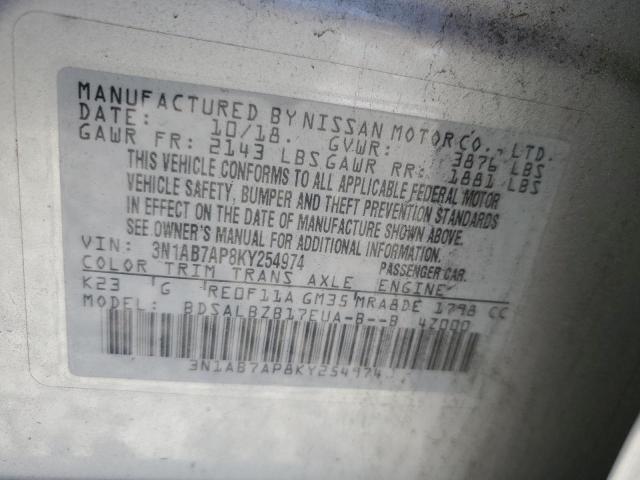 MANUFACTURED BY NISSAN MOTOR CO., LTD.
DATE: 10/18. GVWR: 3876 LBS
GAWR FR: 2143 LBS GAWR RR: 1881 LBS
THIS VEHICLE CONFORMS TO ALL APPLICABLE FEDERAL MOTOR
VEHICLE SAFETY, BUMPER AND THEFT PREVENTION STANDARDS
IN EFFECT ON THE DATE OF MANUFACTURE SHOWN ABOVE.
SEE OWNER'S MANUAL FOR ADDITIONAL INFORMATION.
VIN: 3N1AB7AP8KY254974 PASSENGER CAR.
COLOR TRIM TRANS AXLE ENGINE
K23 G RE0F11A GM35 MRA8DE 1798 CC
MODEL: BDSALBZB17EUA-B--B 4Z000
3N1AB7AP8KY254974